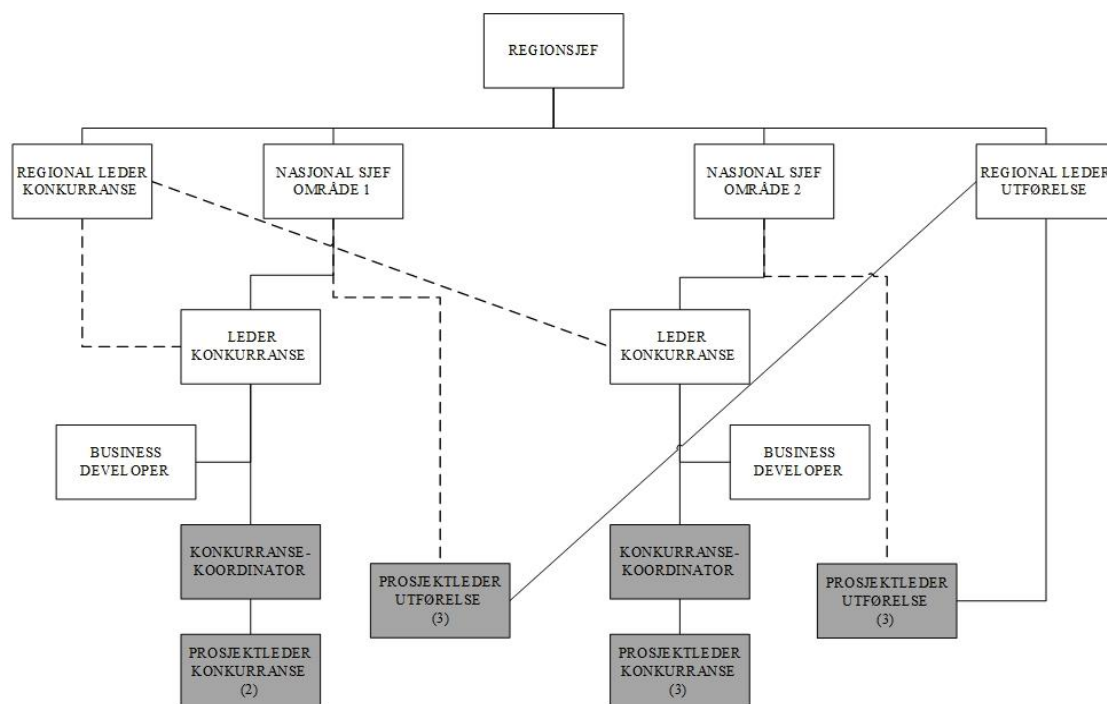 REGIONSJEF
REGIONAL LEDER
KONKURRANSE
NASJONAL SJEF
OMRÅDE 1
NASJONAL SJEF
OMRÅDE 2
REGIONAL LEDER
UTFØRELSE
LEDER
KONKURRANSE
LEDER
KONKURRANSE
BUSINESS
DEVELOPER
BUSINESS
DEVELOPER
KONKURRANSE-
KOORDINATOR
PROSJEKTLEDER
UTFØRELSE
(3)
KONKURRANSE-
KOORDINATOR
PROSJEKTLEDER
UTFØRELSE
(3)
PROSJEKTLEDER
KONKURRANSE
(2)
PROSJEKTLEDER
KONKURRANSE
(3)